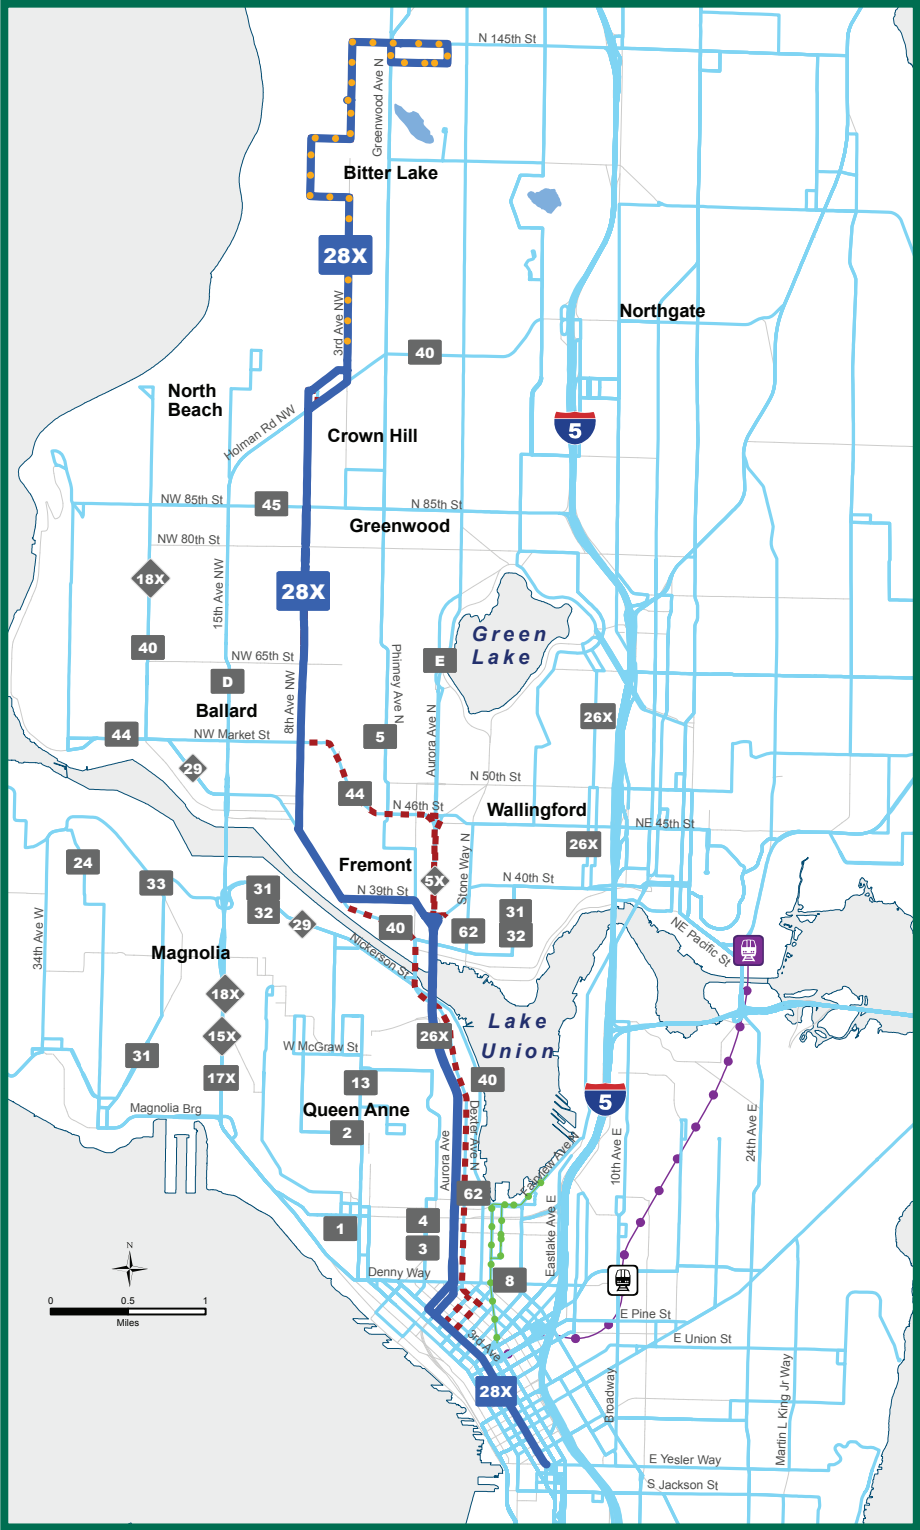 N 145th St
Greenwood Ave N
Bitter Lake
28X
Northgate
3rd Ave NW
40
North
Beach
Holman Rd NW
5
Crown Hill
NW 85th St
45
N 85th St
Greenwood
NW 80th St
18X
15th Ave NW
28X
Green
Lake
40
NW 65th St
Phinney Ave N
E
D
8th Ave NW
Ballard
Aurora Ave N
26X
44
NW Market St
5
29
N 50th St
44
N 46th St
Wallingford
NE 45th St
26X
24
Fremont
Stone Way N
33
31
32
N 39th St
5X
N 40th St
31
32
34th Ave W
29
40
62
NE Pacific St
Magnolia
Nickerson St
18X
Lake
Union
15X
26X
W McGraw St
31
17X
13
40
5
Magnolia Brg
Queen Anne
2
Dexter Ave N
Aurora Ave
Fairview Ave N
10th Ave E
24th Ave E
62
1
4
3
Eastlake Ave E
N
Denny Way
8
0
0.5
1
Miles
E Pine St
3rd Ave
E Union St
28X
Broadway
Martin L King Jr Way
E Yesler Way
S Jackson St